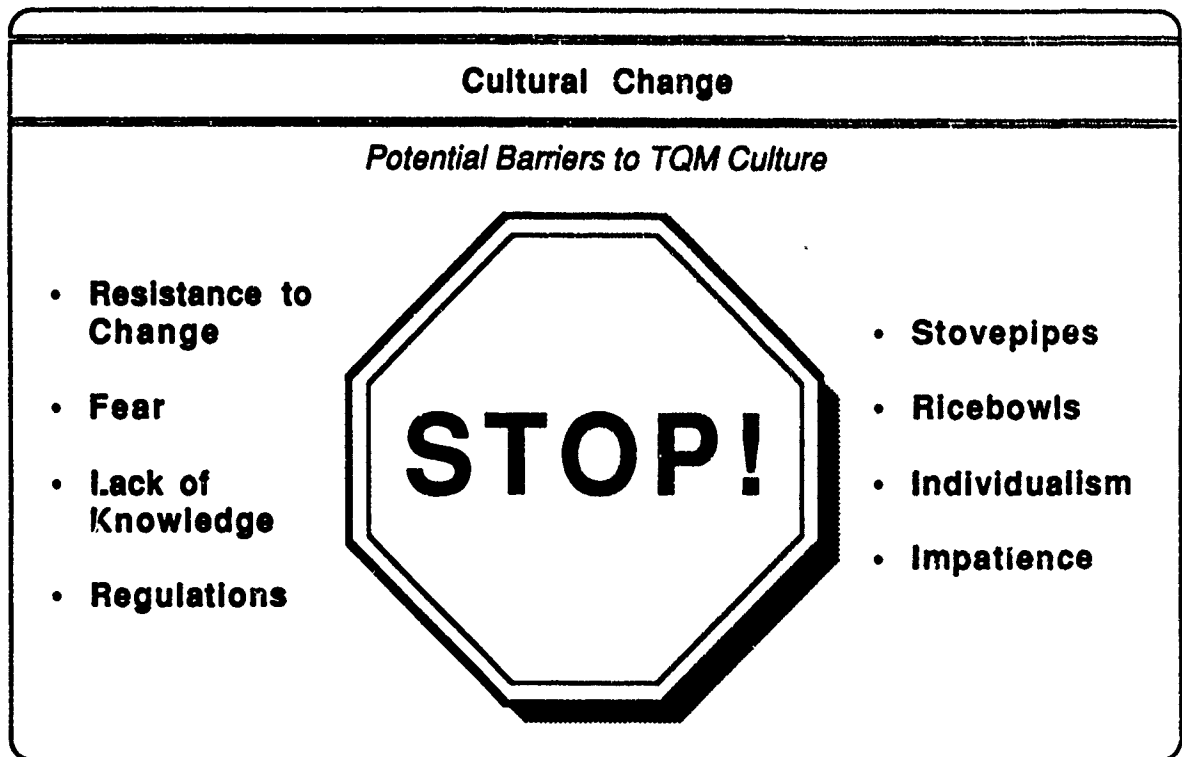 Cultural Change
Potential Barriers to TQM Culture
• Resistance to
Change
• Fear
• Lack of
Knowledge
• Regulations
STOP!
• Stovepipes
• Ricebowls
• Individualism
• Impatience